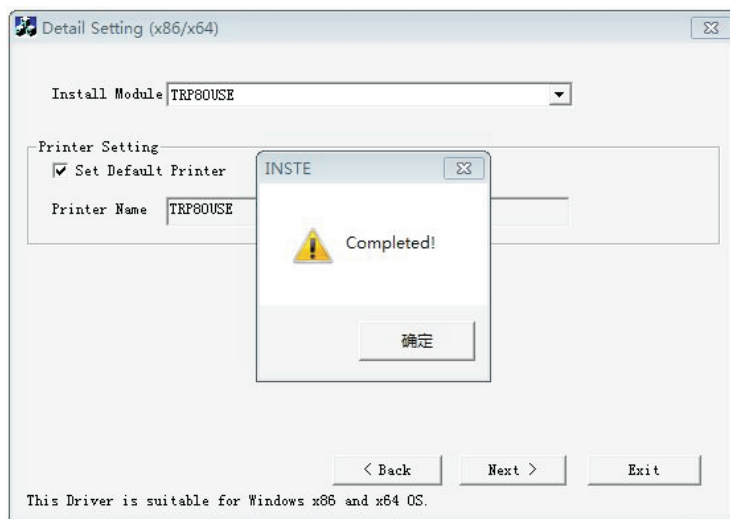 Detail Setting (x86/x64)
Install Module TRP80USE
Printer Setting
Set Default Printer
Printer Name TRP80USE
INSTE
Completed!
确定
< Back Next > Exit
This Driver is suitable for Windows x86 and x64 OS.